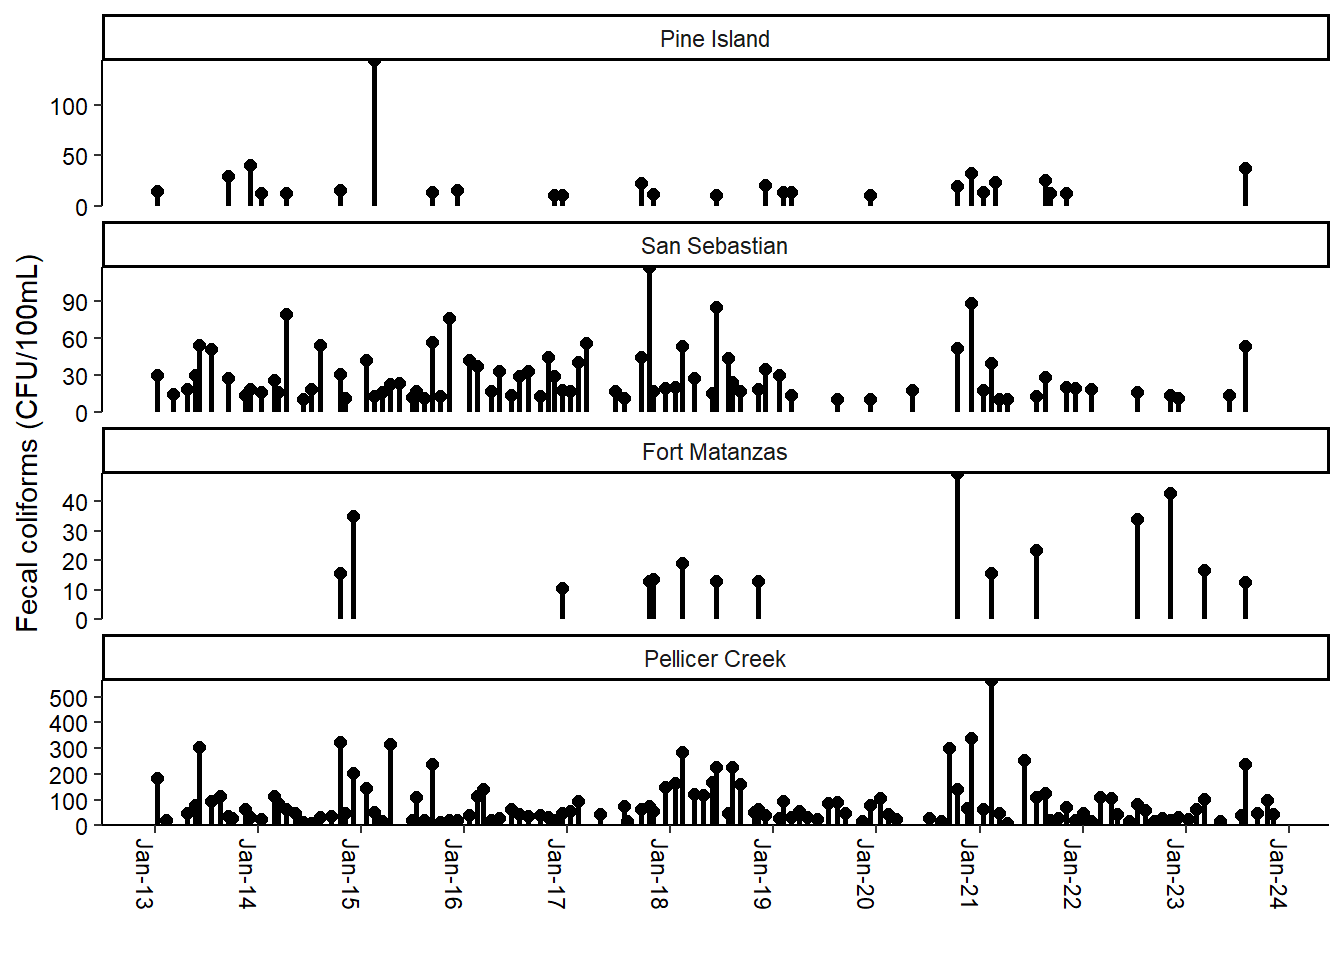 Pine Island
100
50
0
San Sebastian
90
60
30
0
Fort Matanzas
40
30
20
10
0
Pellicer Creek
500
400
300
200
100
0
Fecal coliforms (CFU/100mL)
Jan-13
Jan-14
Jan-15
Jan-16
Jan-17
Jan-18
Jan-19
Jan-20
Jan-21
Jan-22
Jan-23
Jan-24